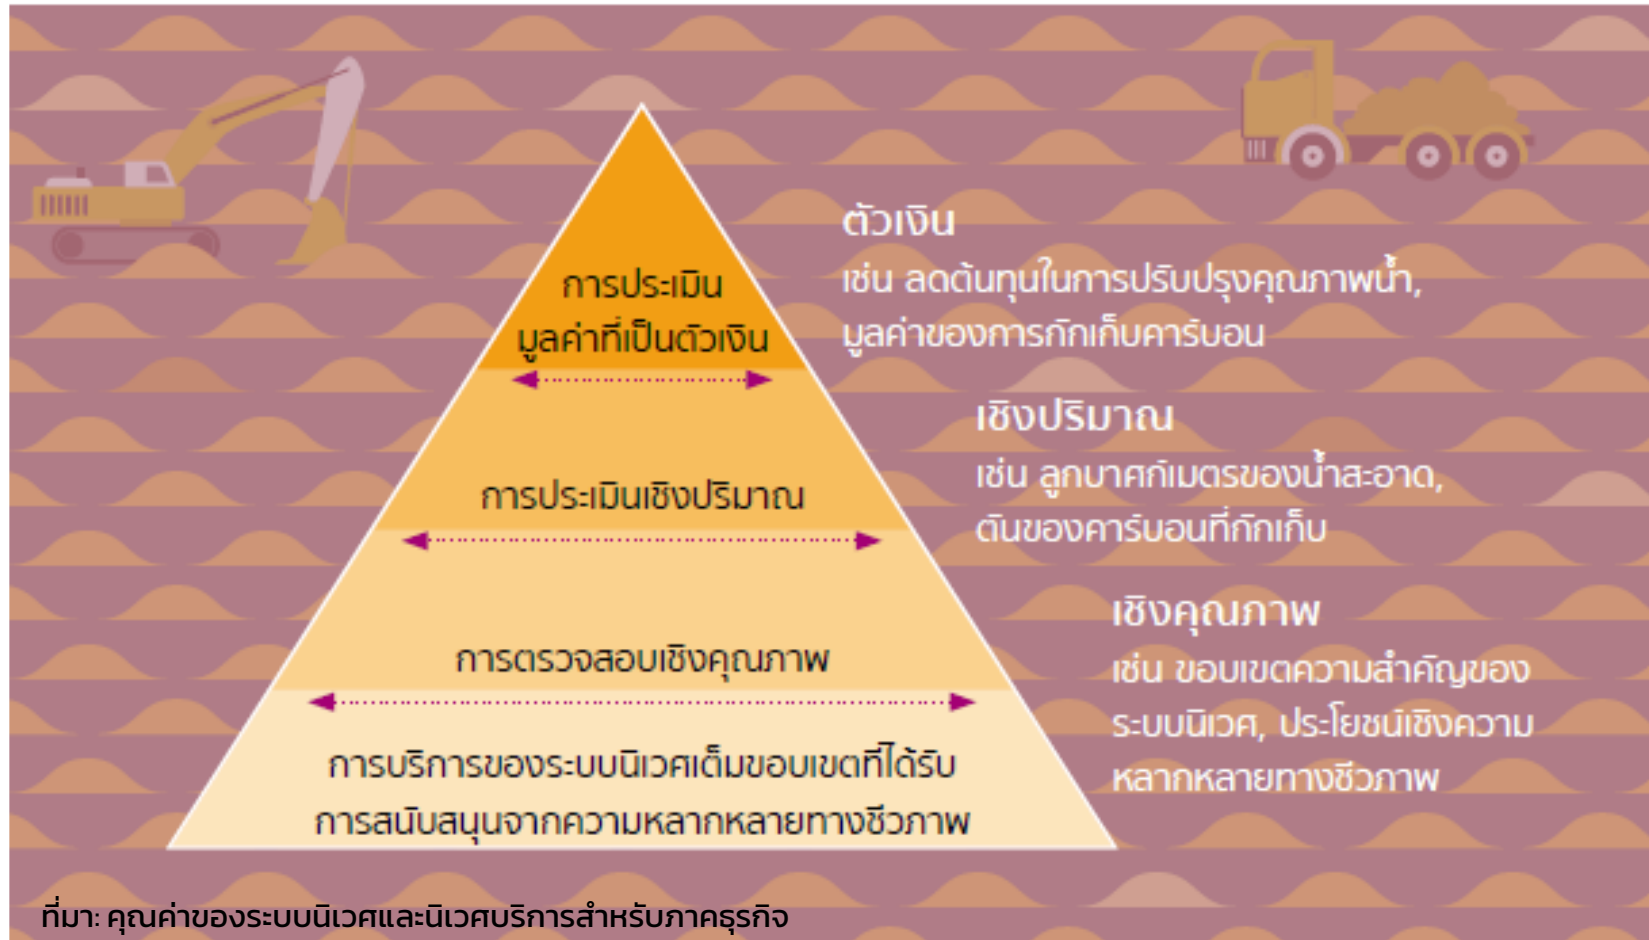 การประเมิน
มูลค่าที่เป็นตัวเงิน
ตัวเงิน
เช่น ลดต้นทุนในการปรับปรุงคุณภาพน้ำ,
มูลค่าของการกักเก็บคาร์บอน
การประเมินเชิงปริมาณ
เชิงปริมาณ
เช่น ลูกบาศก์เมตรของน้ำสะอาด,
ตันของคาร์บอนที่กักเก็บ
การตรวจสอบเชิงคุณภาพ
เชิงคุณภาพ
เช่น ขอบเขตความสำคัญของ
ระบบนิเวศ, ประโยชน์เชิงความ
หลากหลายทางชีวภาพ
การบริการของระบบนิเวศเต็มขอบเขตที่ได้รับ
การสนับสนุนจากความหลากหลายทางชีวภาพ
ที่มา: คุณค่าของระบบนิเวศและนิเวศบริการสำหรับภาคธุรกิจ